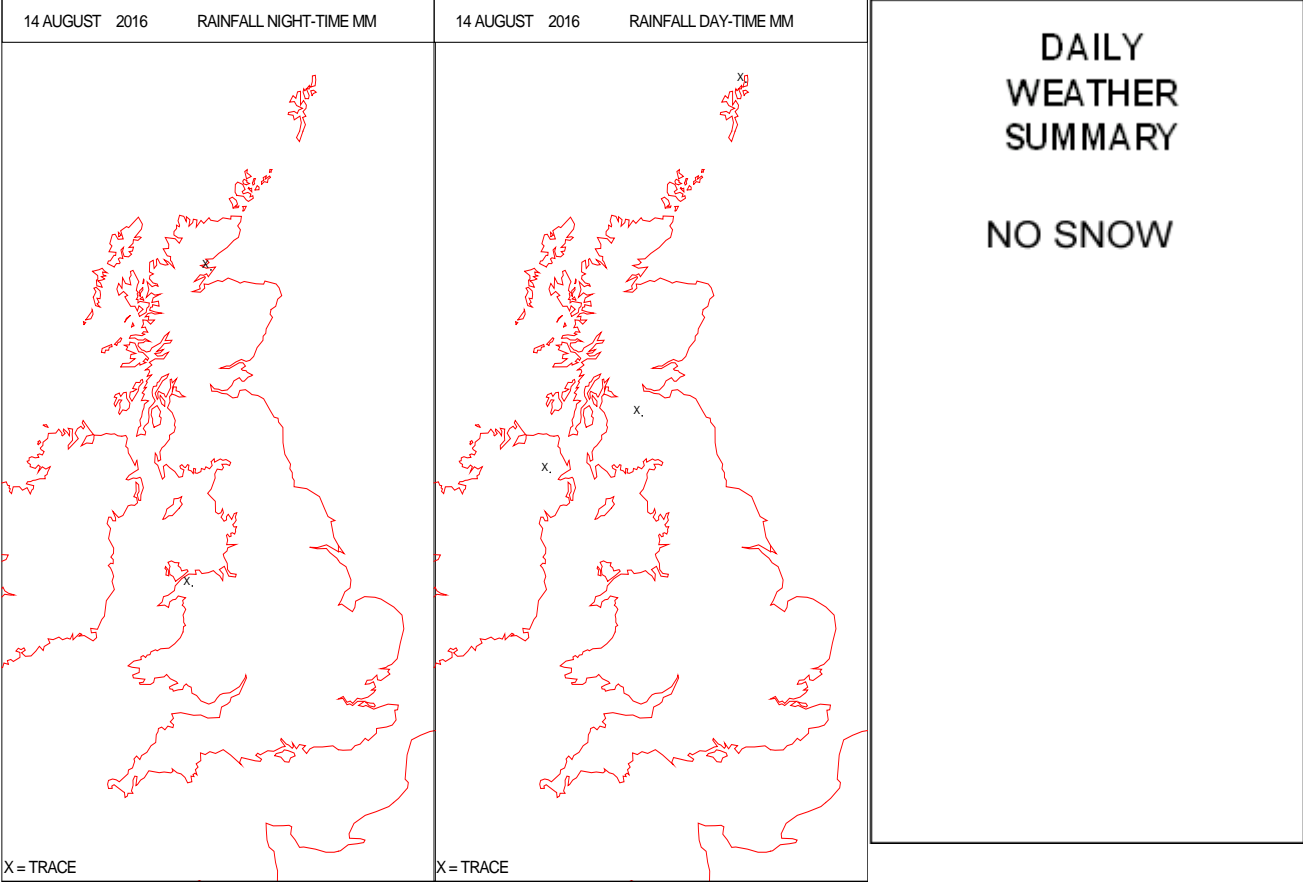 14 AUGUST 2016 RAINFALL NIGHT-TIME MM
X
X.
X = TRACE
14 AUGUST 2016 RAINFALL DAY-TIME MM
X
X.
X.
X = TRACE
DAILY
WEATHER
SUMMARY
NO SNOW